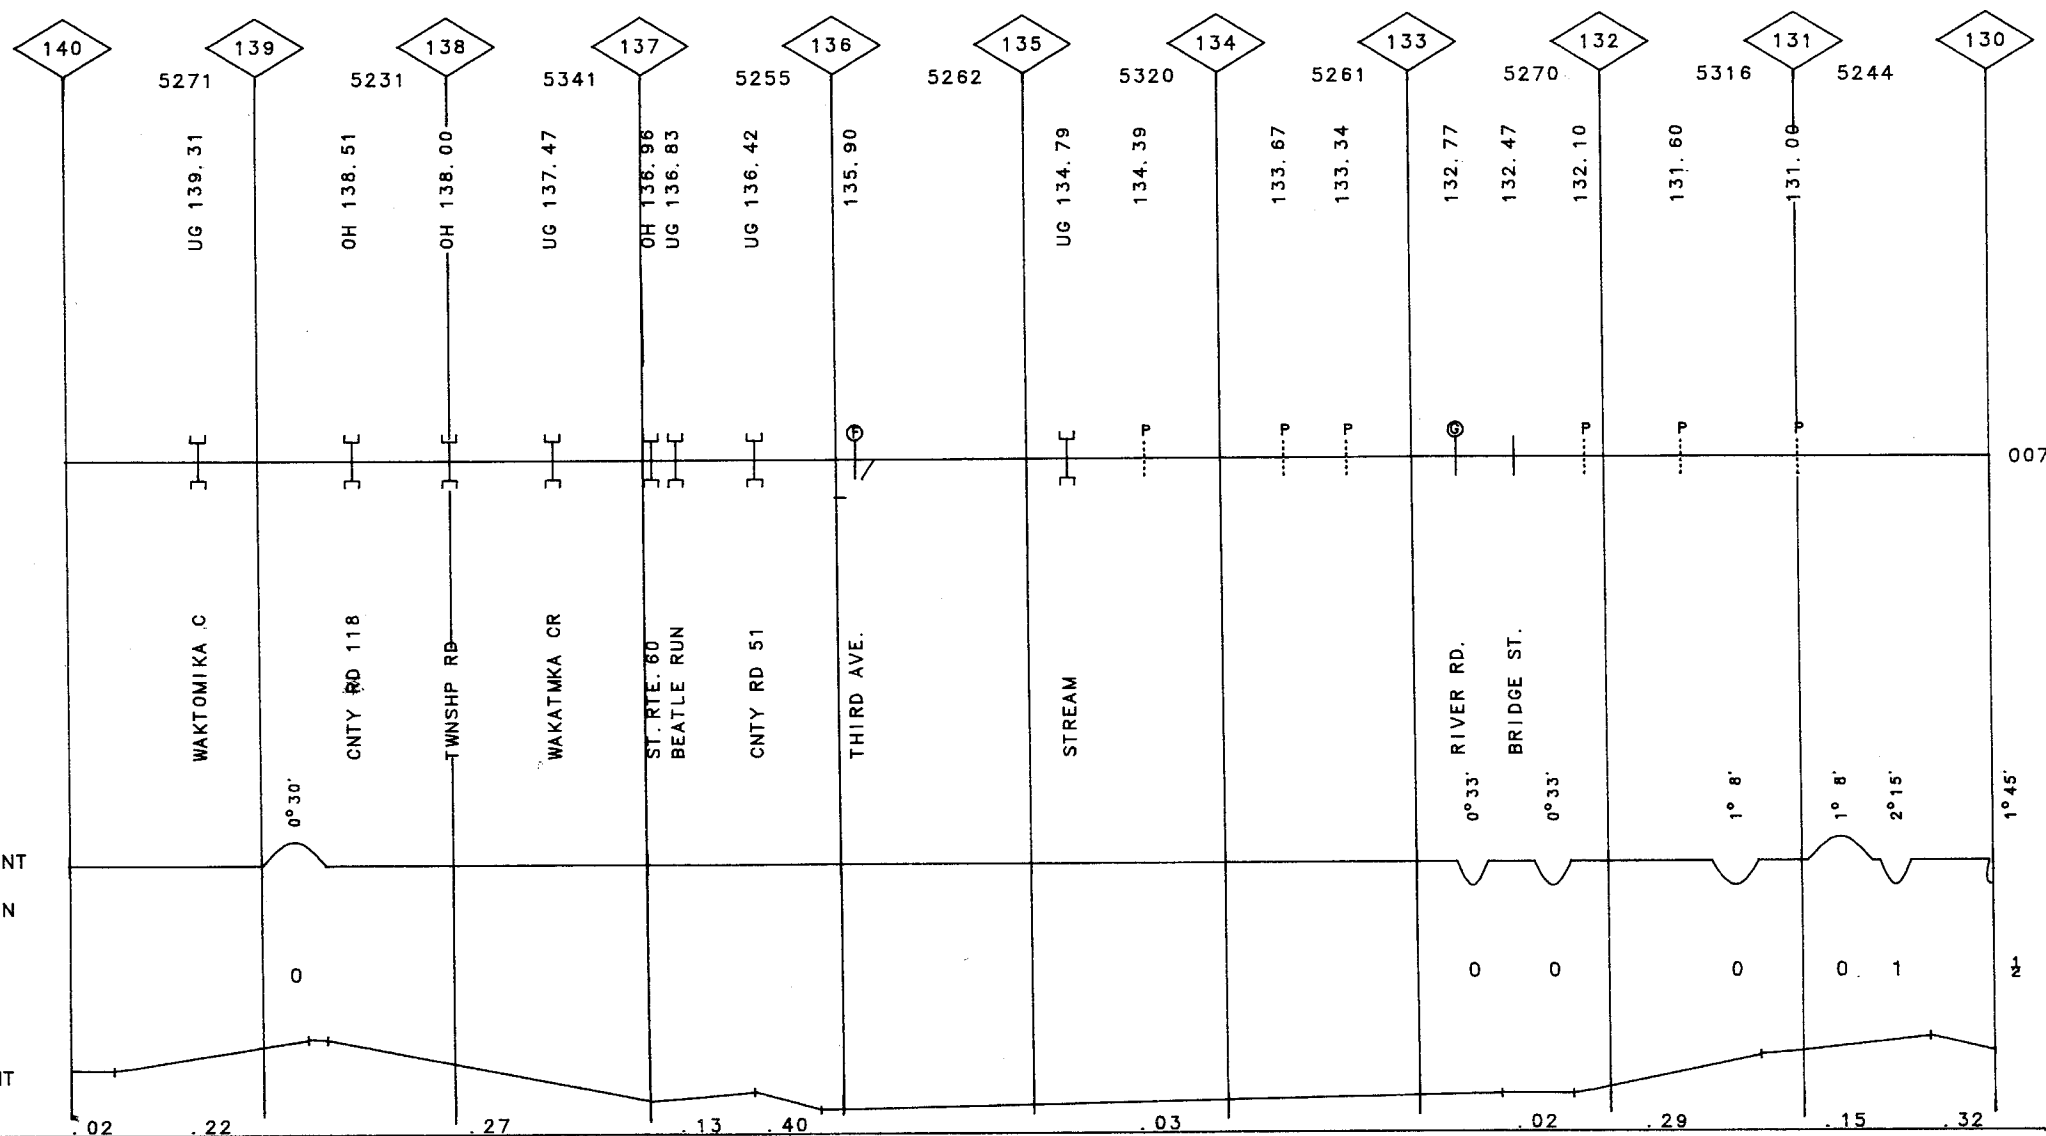 140 139 138 137 136 135 134 133 132 131 130
5271 5231 5341 5255 5262 5320 5261 5270 5316 5244
UG 139.31
OH 138.51
OH 138.00
UG 137.47
OH 136.96
UG 136.83
UG 136.42
135.90
UG 134.79
134.39
133.67
133.34
132.77
132.47
132.10
131.60
131.00
F
P
P
P
G
P
P
P
007
WAKTOMIKA C
CNTY RD 118
TWNSHP RD
WAKATMKA CR
ST.RTE.60
BEATLE RUN
CNTY RD 51
THIRD AVE.
STREAM
RIVER RD.
BRIDGE ST.
0°30'
0°33'
0°33'
1° 8'
1° 8'
2°15'
1°45'
NT
N
0 0 0 0 0 1 ½
NT
.02 .22 .27 .13 .40 .03 .02 .29 .15 .32